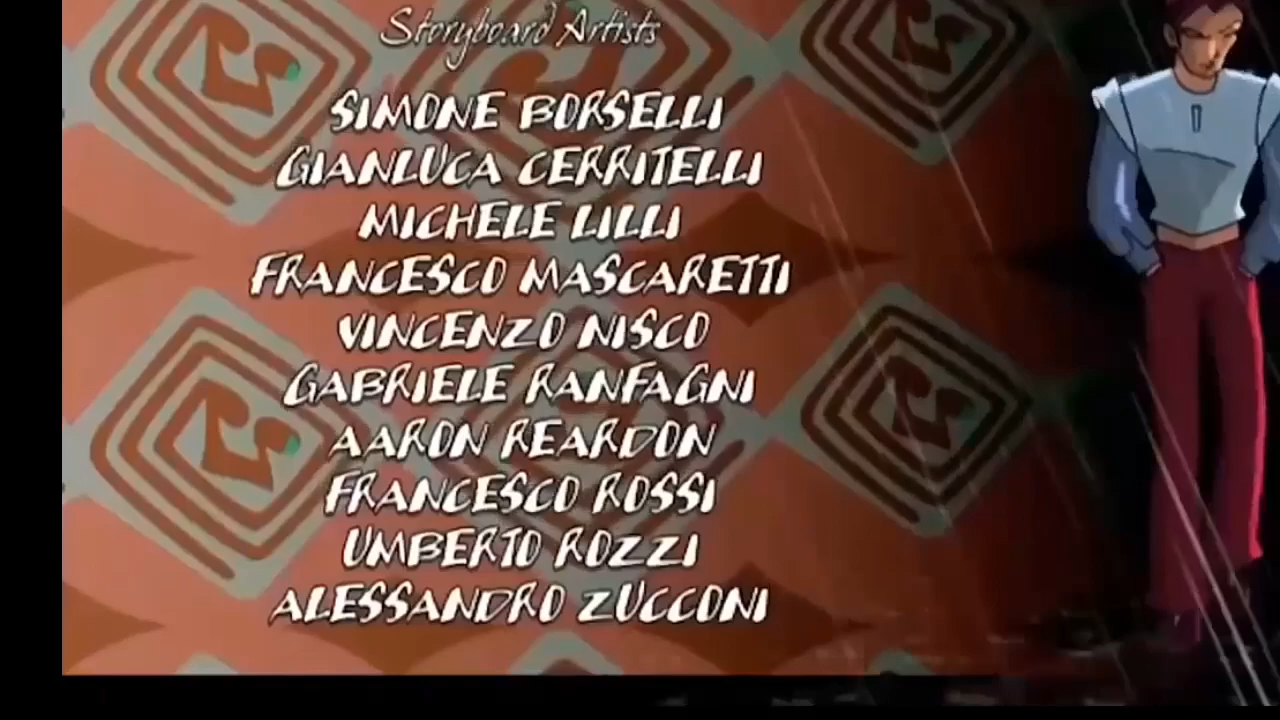 Storyboard Artists
SIMONE BORSELLI
GIANLUCA CERRITELLI
MICHELE LILLI
FRANCESCO MASCARETTI
VINCENZO NISCO
GABRIELE RANFAGNI
AARON REARDON
FRANCESCO ROSSI
UMBERTO ROZZI
ALESSANDRO ZUCCONI